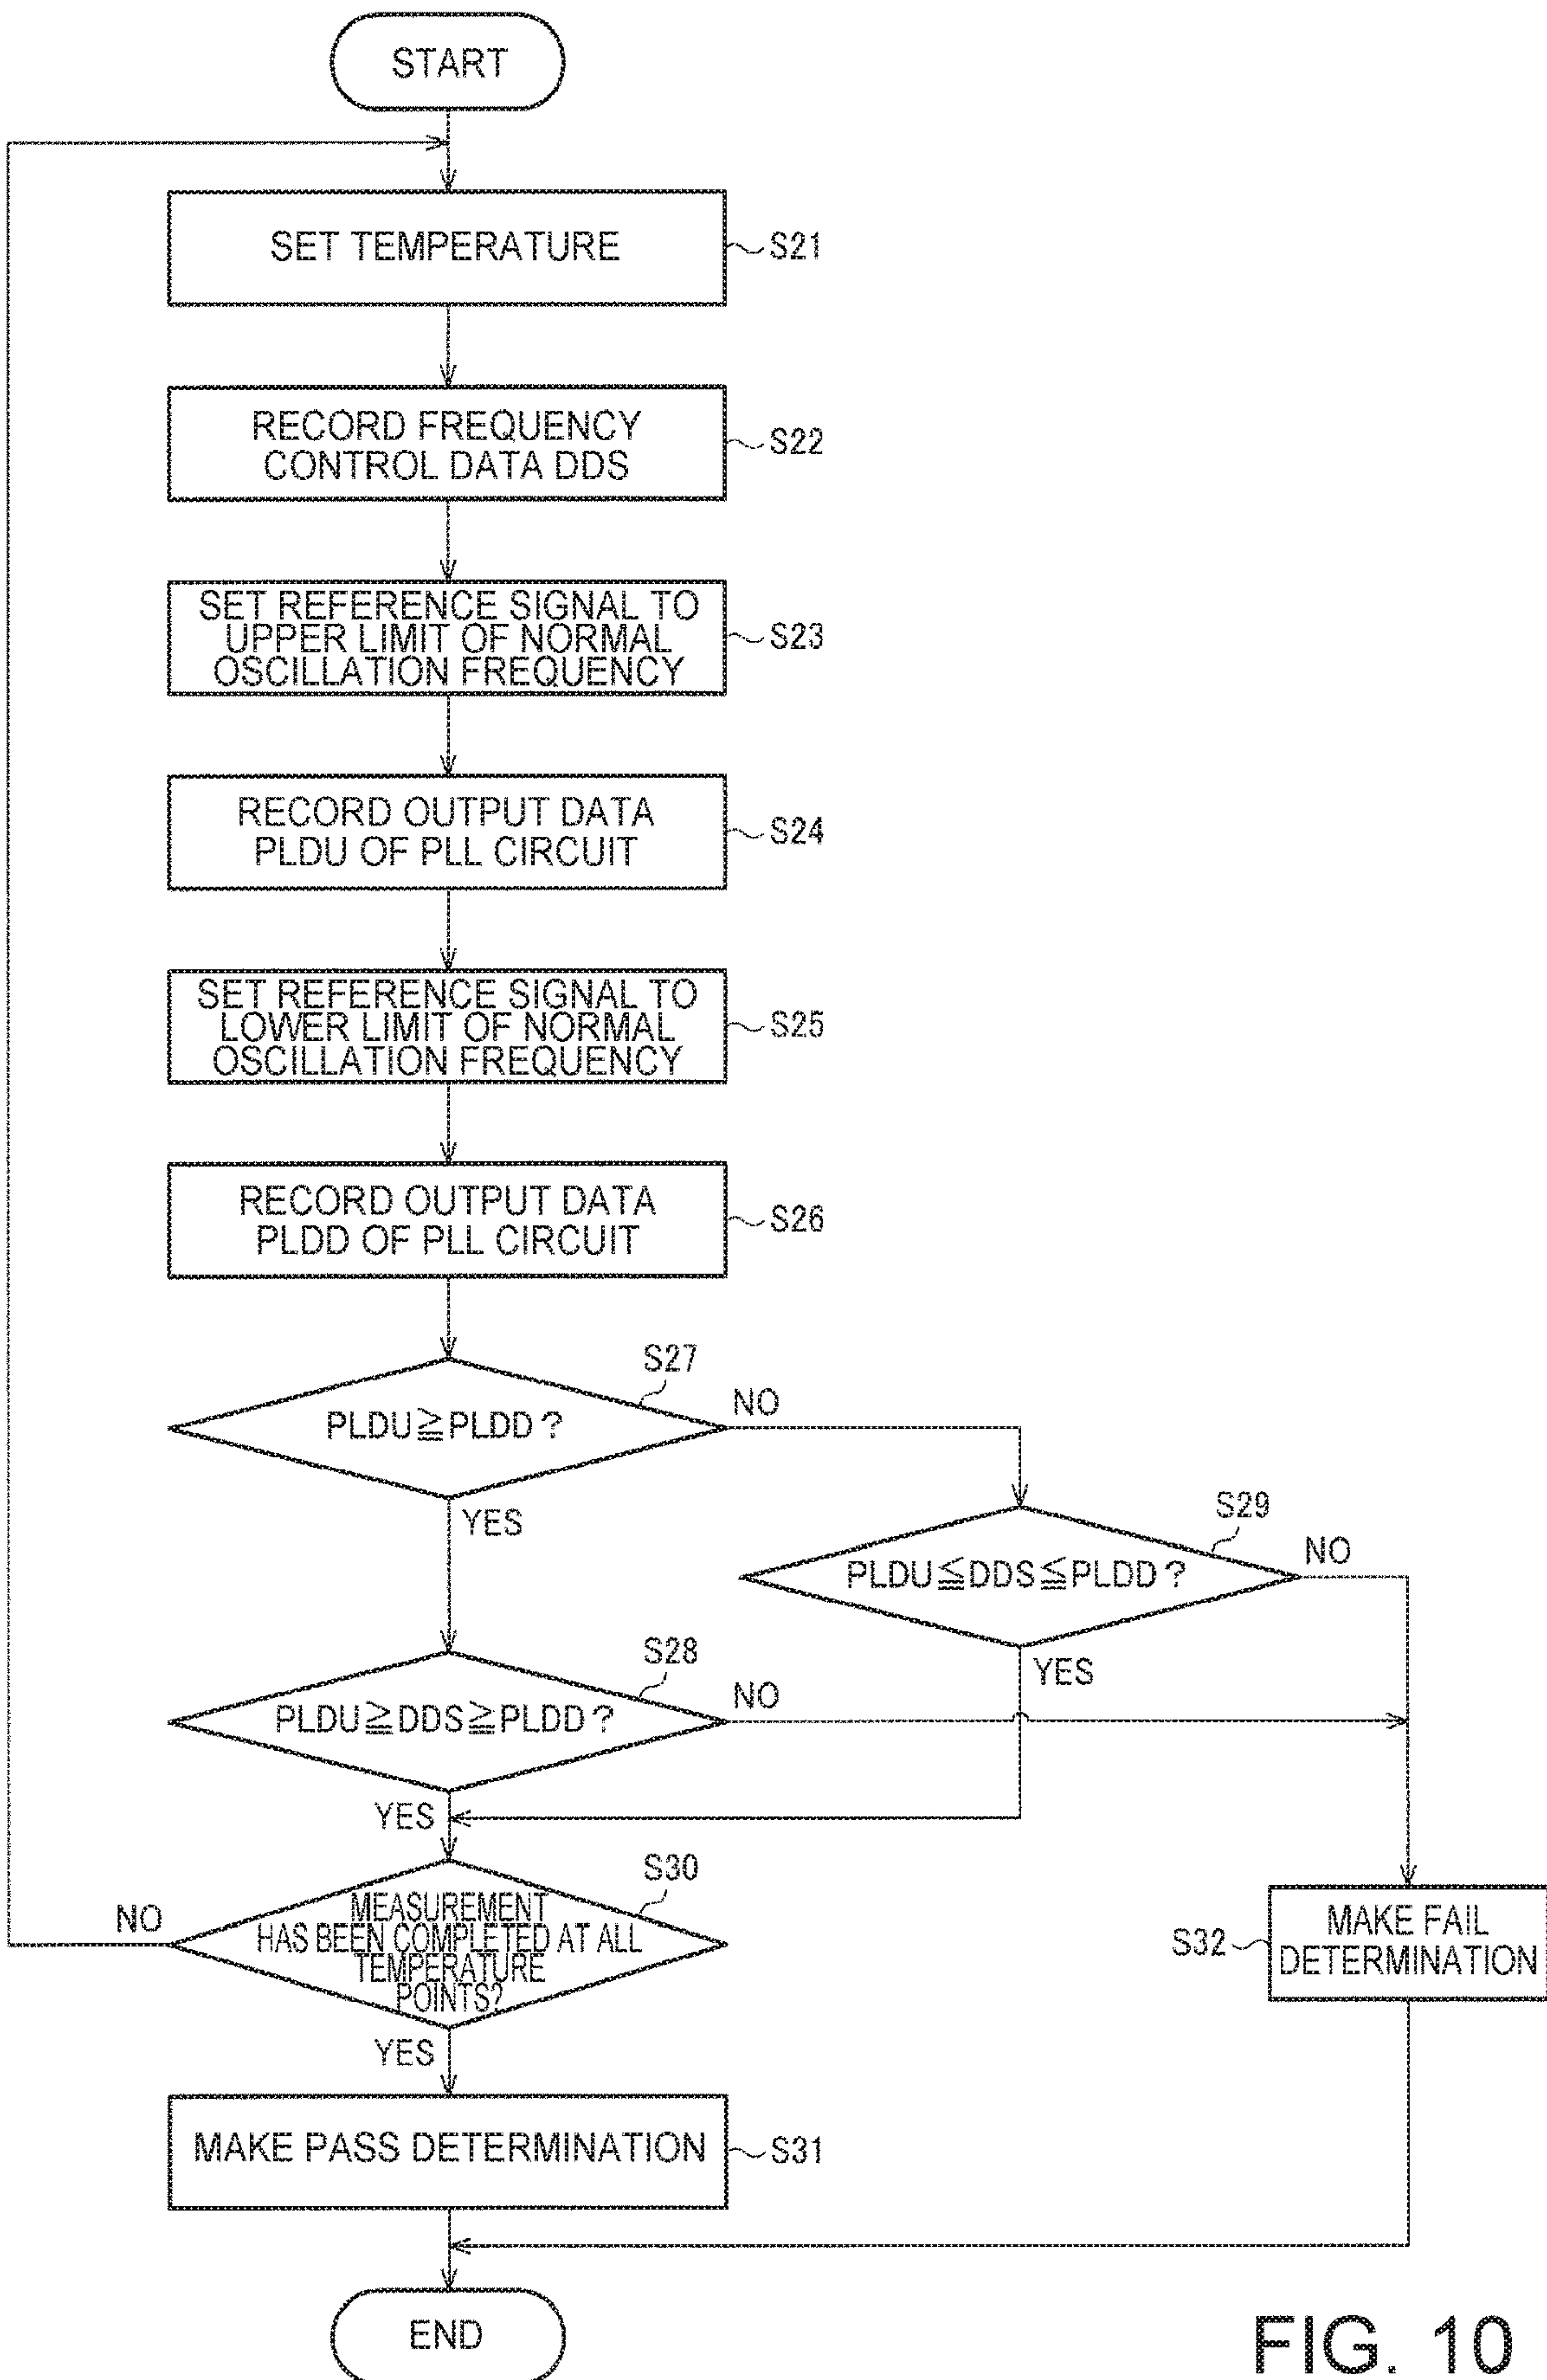 START
SET TEMPERATURE
S21
RECORD FREQUENCY
CONTROL DATA DDS
S22
SET REFERENCE SIGNAL TO
UPPER LIMIT OF NORMAL
OSCILLATION FREQUENCY
S23
RECORD OUTPUT DATA
PLDU OF PLL CIRCUIT
S24
SET REFERENCE SIGNAL TO
LOWER LIMIT OF NORMAL
OSCILLATION FREQUENCY
S25
RECORD OUTPUT DATA
PLDD OF PLL CIRCUIT
S26
S27
PLDU≧PLDD?
NO
YES
S29
PLDU≦DDS≦PLDD?
NO
YES
S28
PLDU≧DDS≧PLDD?
NO
YES
S30
MEASUREMENT
HAS BEEN COMPLETED AT ALL
TEMPERATURE
POINTS?
NO
YES
S32
MAKE FAIL
DETERMINATION
MAKE PASS DETERMINATION
S31
END
FIG. 10